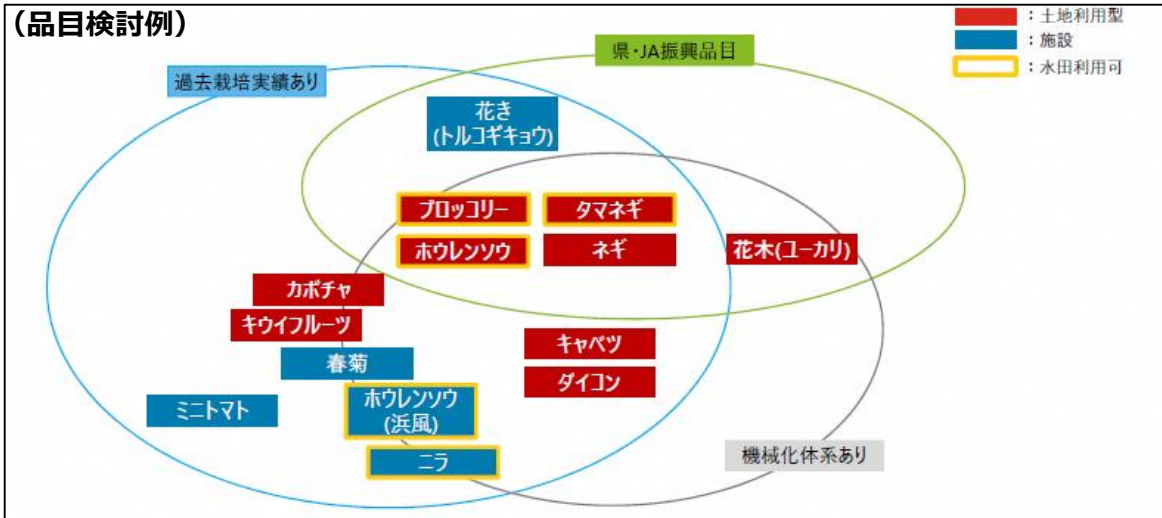 (品目検討例)
：土地利用型
：施設
：水田利用可
県・JA振興品目
過去栽培実績あり
花き
(トルコギキョウ)
ブロッコリー
タマネギ
ホウレンソウ
ネギ
花木(ユーカリ)
カボチャ
キウイフルーツ
キャベツ
春菊
ダイコン
ミニトマト
ホウレンソウ
(浜風)
ニラ
機械化体系あり